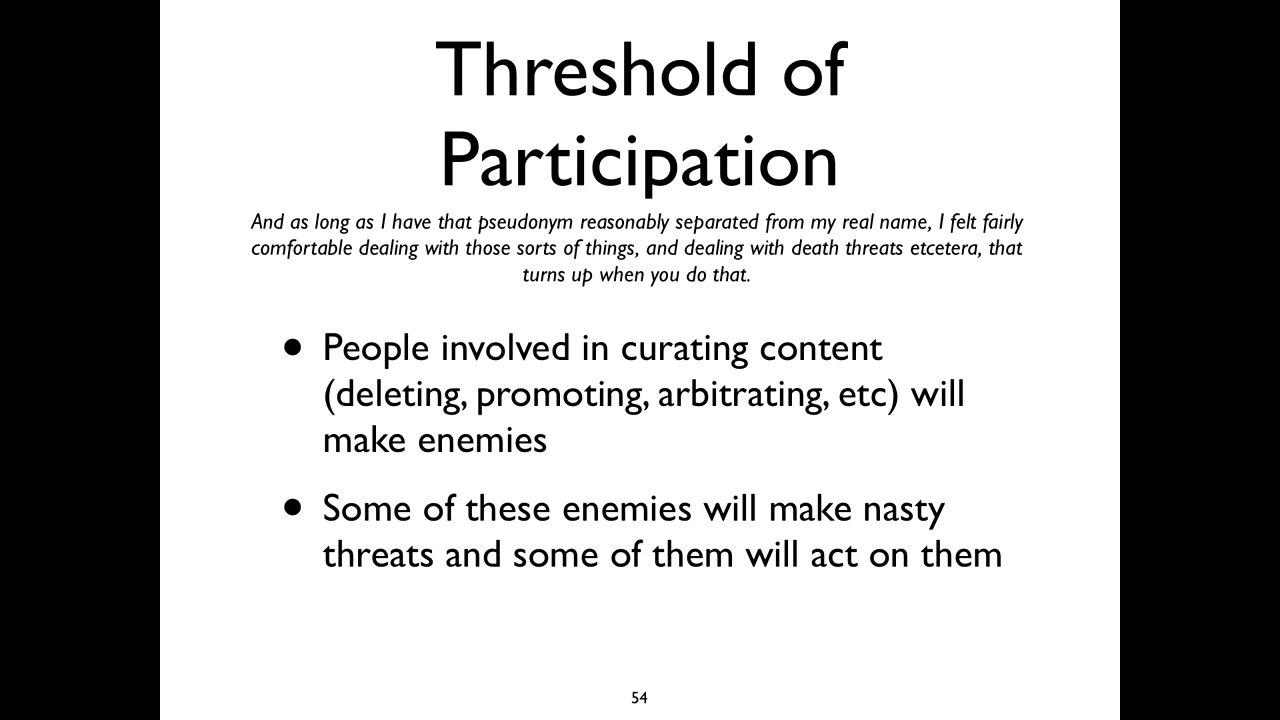 Threshold of
Participation
And as long as I have that pseudonym reasonably separated from my real name, I felt fairly
comfortable dealing with those sorts of things, and dealing with death threats etcetera, that
turns up when you do that.
• People involved in curating content
(deleting, promoting, arbitrating, etc) will
make enemies
• Some of these enemies will make nasty
threats and some of them will act on them
54